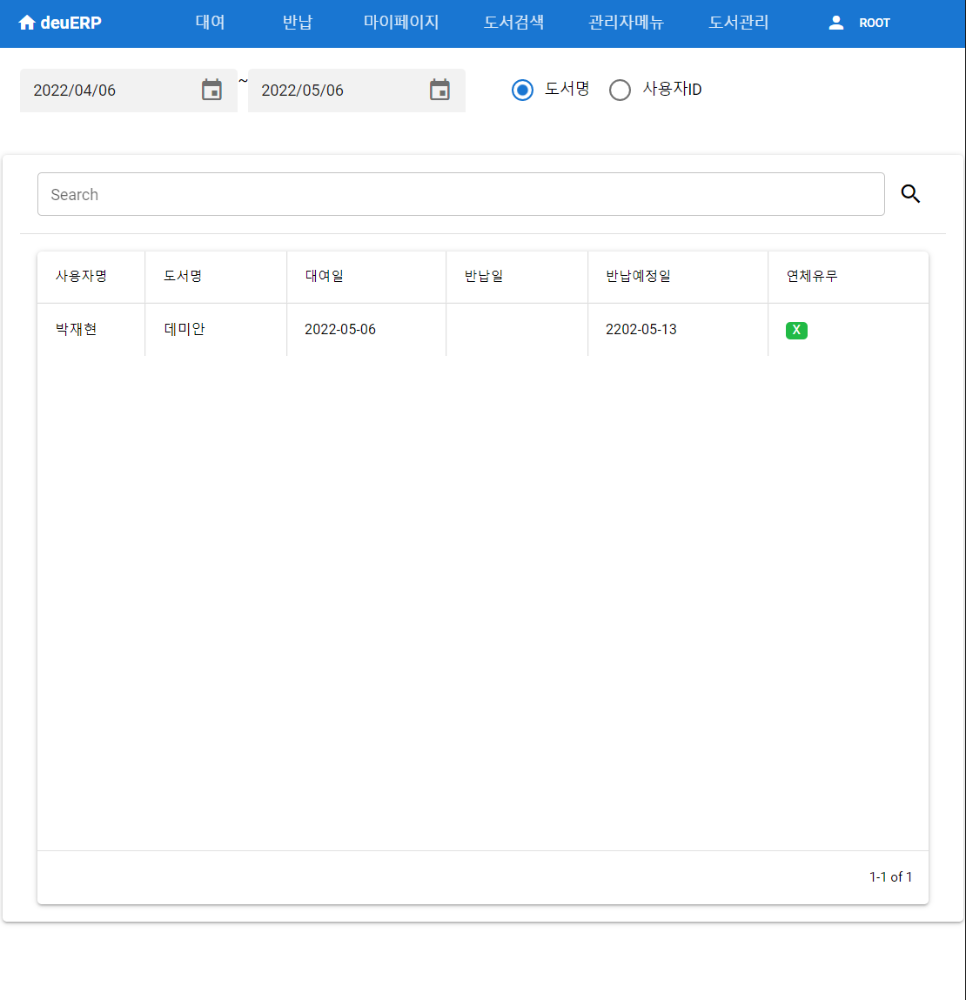 deuERP 대여 반납 마이페이지 도서검색 관리자메뉴 도서관리 ROOT
2022/04/06 ~ 2022/05/06 도서명 사용자ID
Search
사용자명 도서명 대여일 반납일 반납예정일 연체유무
박재현 데미안 2022-05-06 2202-05-13 X
1-1 of 1